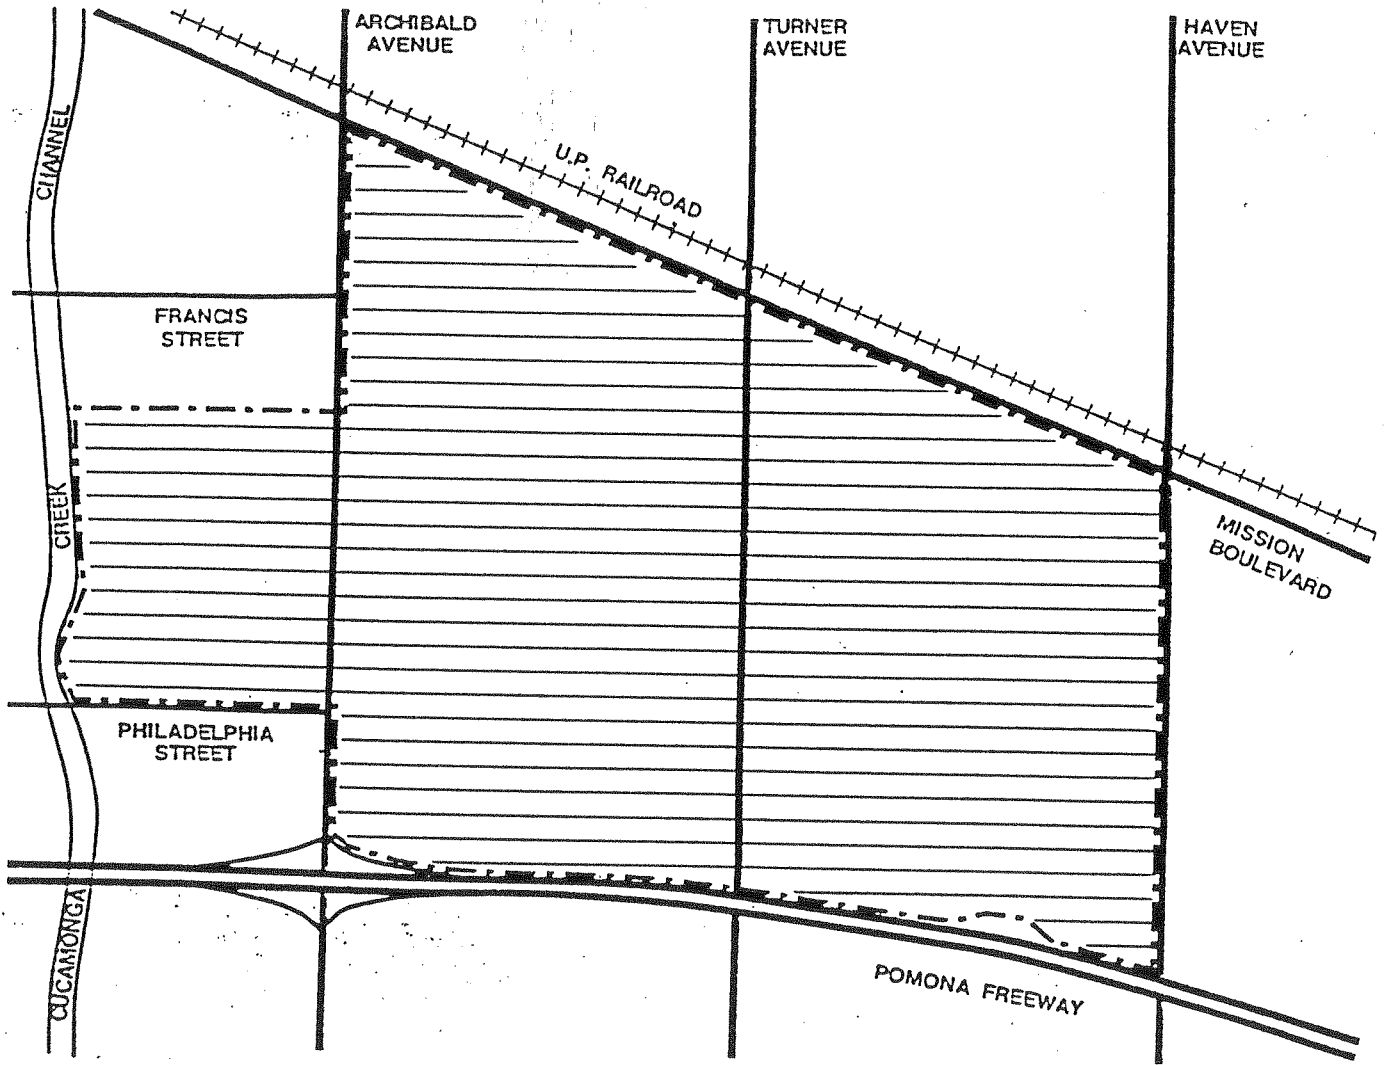 ARCHIBALD
AVENUE
TURNER
AVENUE
HAVEN
AVENUE
CHANNEL
U.P. RAILROAD
FRANCIS
STREET
CREEK
MISSION
BOULEVARD
PHILADELPHIA
STREET
CUCAMONGA
POMONA FREEWAY